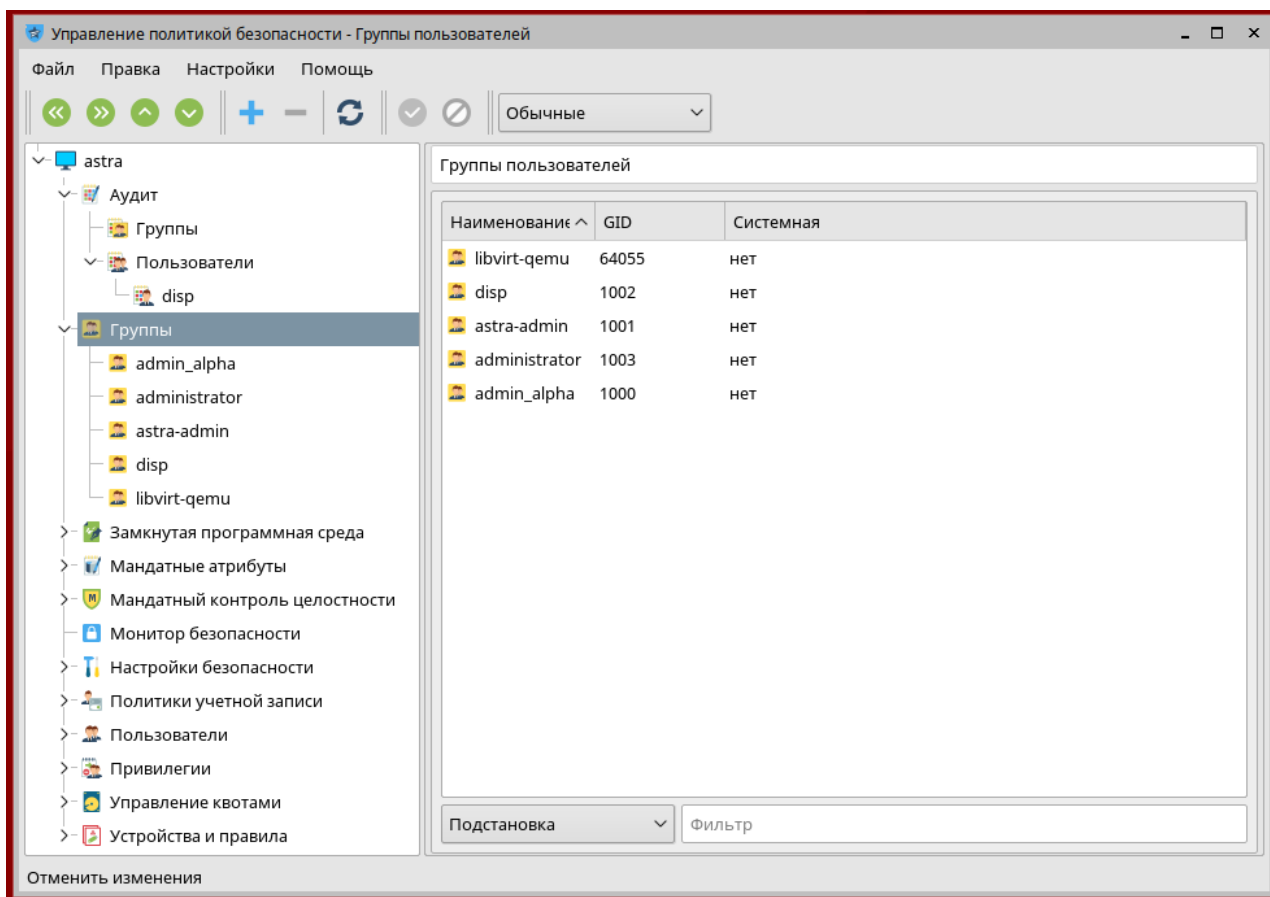 Управление политикой безопасности - Группы пользователей
Файл Правка Настройки Помощь
Обычные
astra
Аудит
Группы
Пользователи
disp
Группы
admin_alpha
administrator
astra-admin
disp
libvirt-qemu
Замкнутая программная среда
Мандатные атрибуты
Мандатный контроль целостности
Монитор безопасности
Настройки безопасности
Политики учетной записи
Пользователи
Привилегии
Управление квотами
Устройства и правила
Группы пользователей
Наименование GID Системная
libvirt-qemu 64055 нет
disp 1002 нет
astra-admin 1001 нет
administrator 1003 нет
admin_alpha 1000 нет
Подстановка Фильтр
Отменить изменения